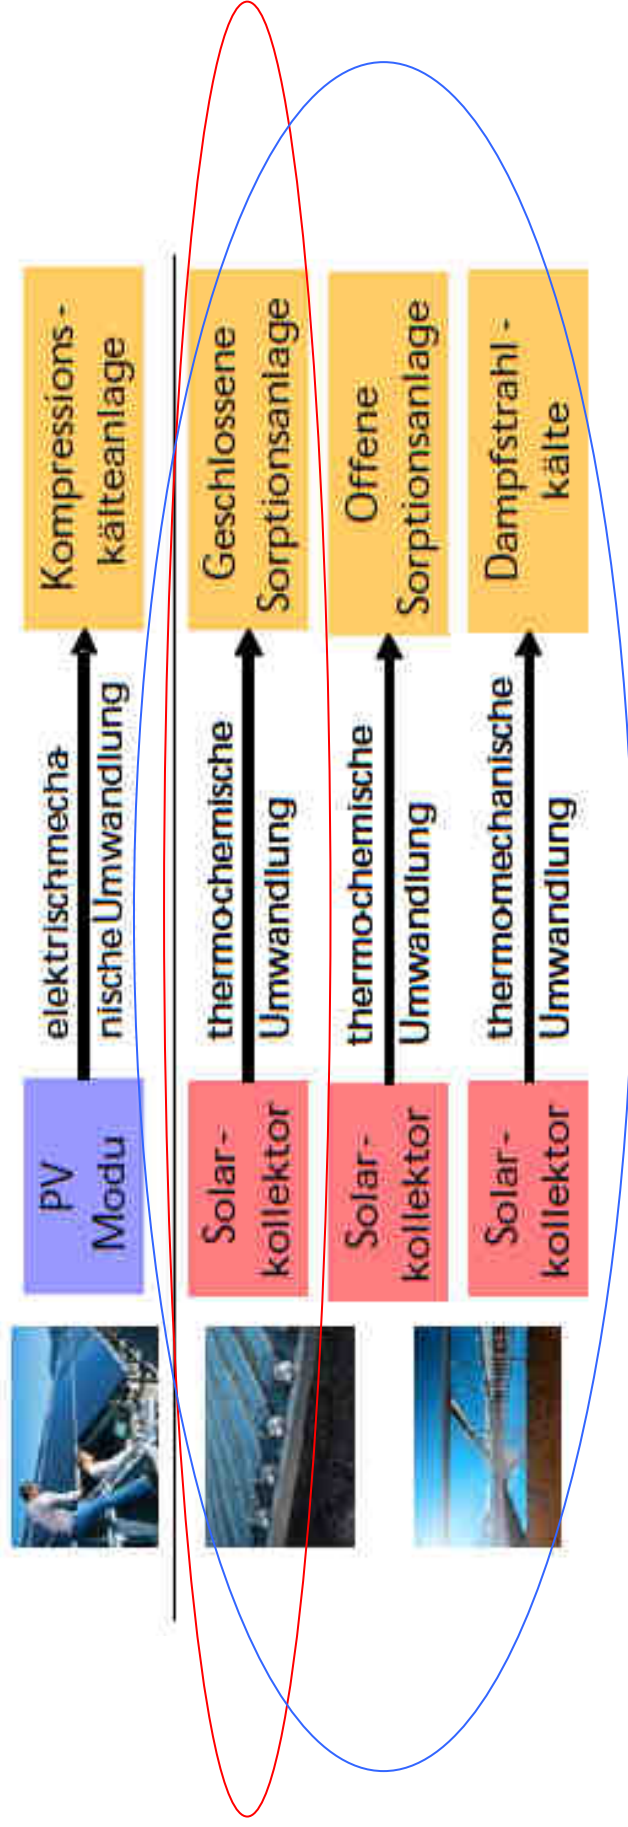 PV
Modu
elektrischmecha-
nische Umwandlung
Kompressions-
kälteanlage
Solar-
kollektor
thermochemische
Umwandlung
Geschlossene
Sorptionsanlage
Solar-
kollektor
thermochemische
Umwandlung
Offene
Sorptionsanlage
Solar-
kollektor
thermomechanische
Umwandlung
Dampfstrahl-
kälte